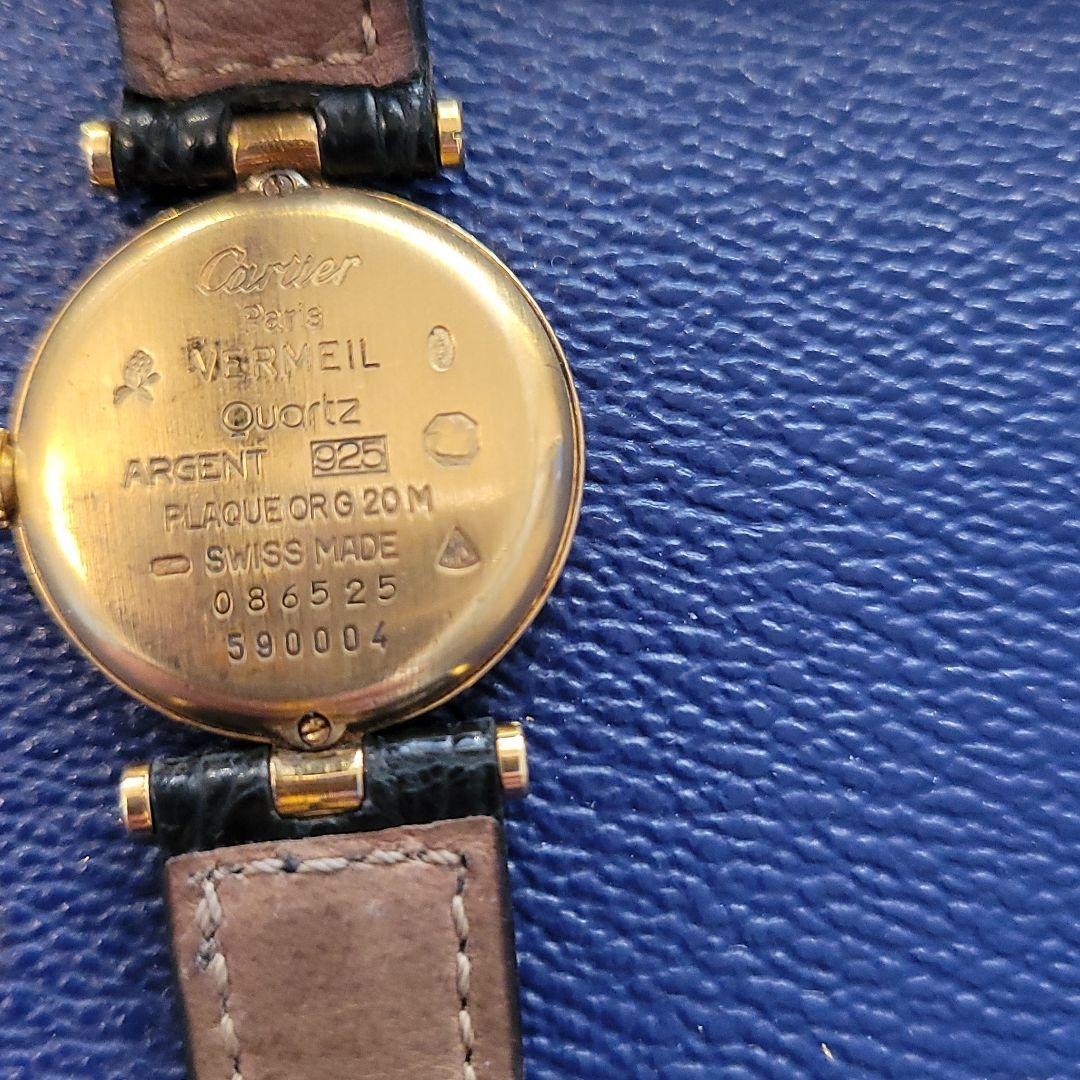 Cartier
Paris
VERMEIL
Quartz
ARGENT 925
PLAQUE OR G 20 M
SWISS MADE
086525
590004